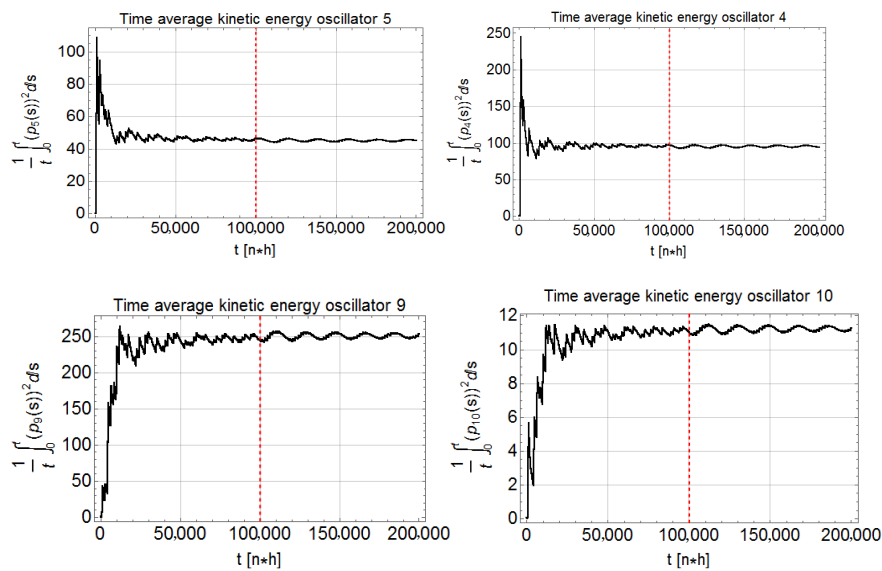 Time average kinetic energy oscillator 5
1/t ∫₀ᵗ (p₅(s))² ds
100
80
60
40
20
0
0 50,000 100,000 150,000 200,000
t [n*h]
Time average kinetic energy oscillator 4
1/t ∫₀ᵗ (p₄(s))² ds
250
200
150
100
50
0
0 50,000 100,000 150,000 200,000
t [n*h]
Time average kinetic energy oscillator 9
1/t ∫₀ᵗ (p₉(s))² ds
250
200
150
100
50
0
0 50,000 100,000 150,000 200,000
t [n*h]
Time average kinetic energy oscillator 10
1/t ∫₀ᵗ (p₁₀(s))² ds
12
10
8
6
4
2
0
0 50,000 100,000 150,000 200,000
t [n*h]